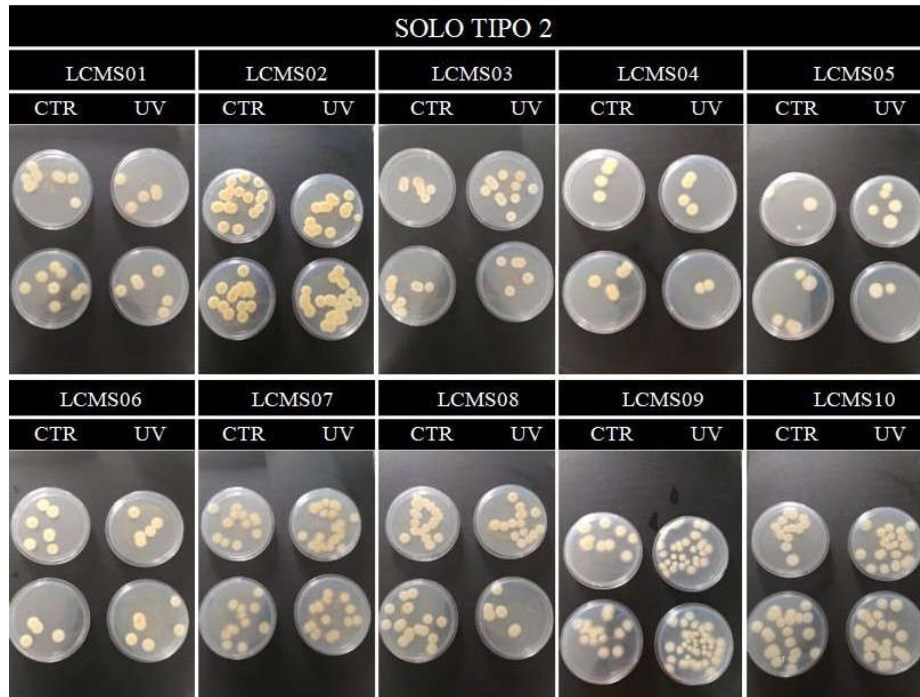 SOLO TIPO 2
LCMS01 LCMS02 LCMS03 LCMS04 LCMS05
CTR UV CTR UV CTR UV CTR UV CTR UV
LCMS06 LCMS07 LCMS08 LCMS09 LCMS10
CTR UV CTR UV CTR UV CTR UV CTR UV